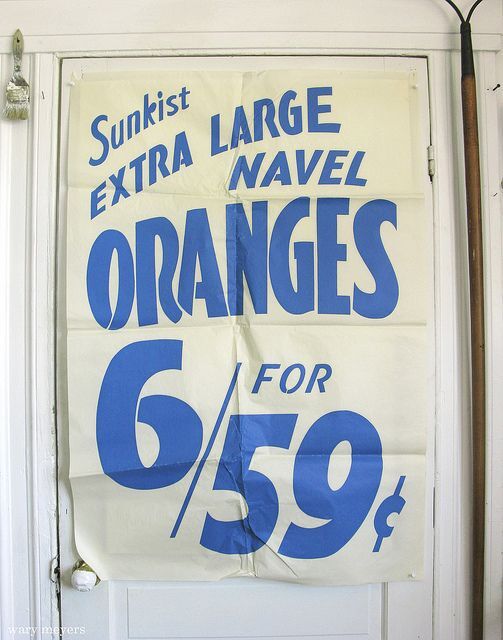 Sunkist
EXTRA LARGE
NAVEL
ORANGES
6/59¢
FOR
wary meyers